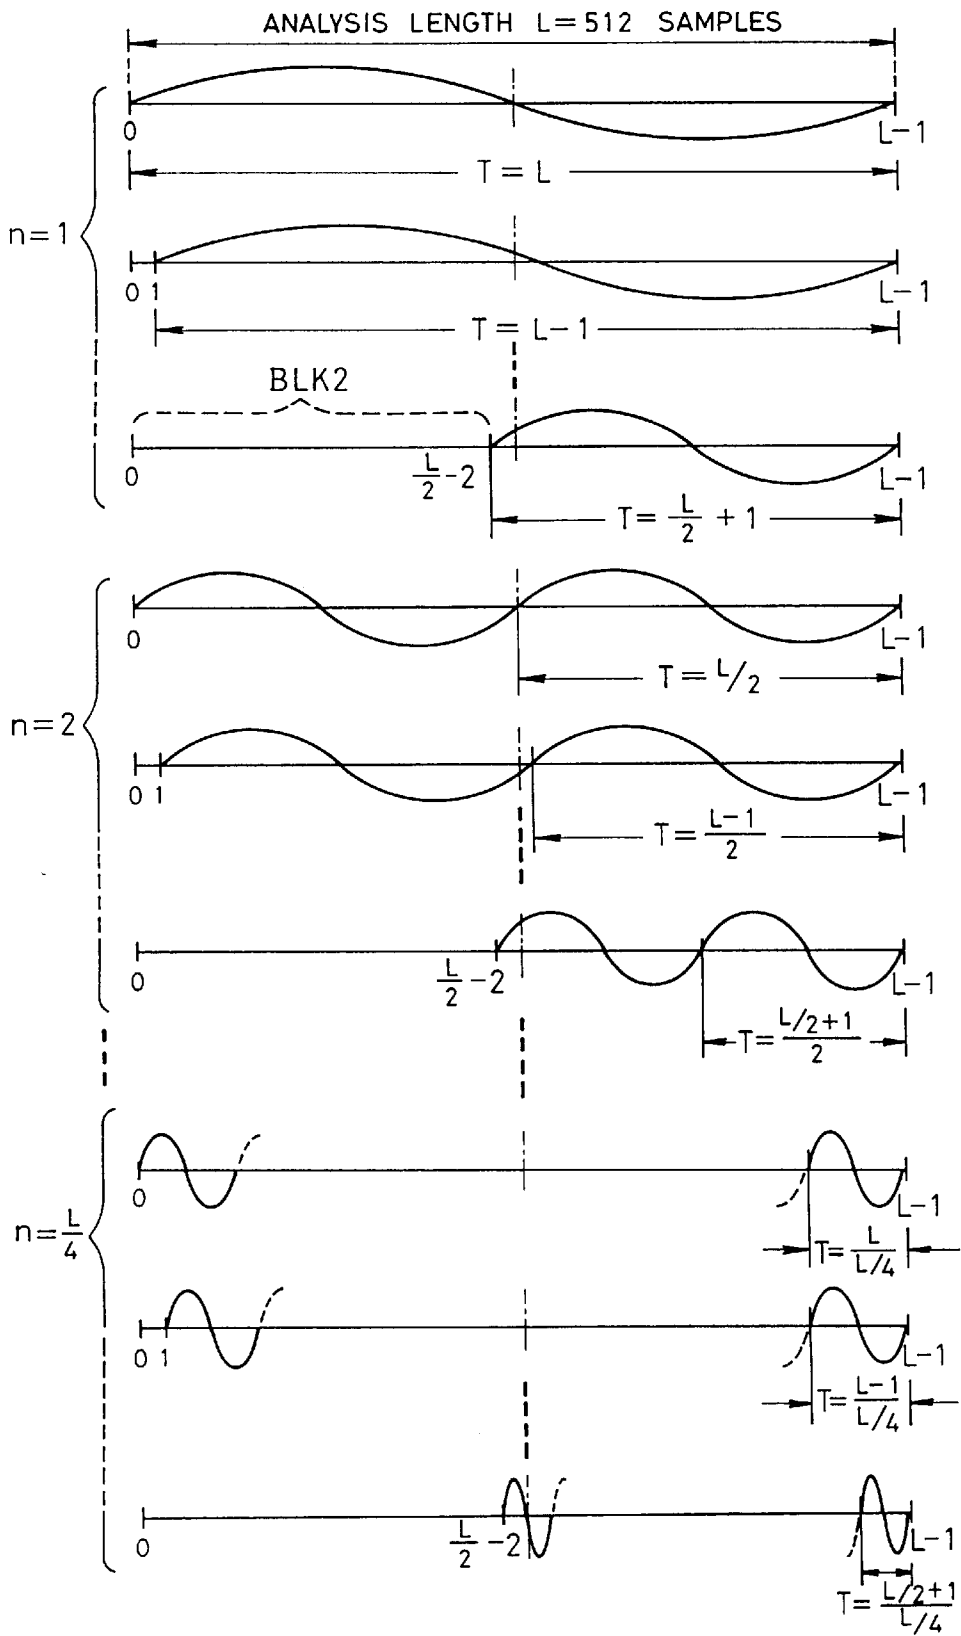 ANALYSIS LENGTH L=512 SAMPLES
0 L-1
T=L
n=1
0 1 L-1
T=L-1
BLK2
0 L/2-2 L-1
T=L/2+1
0 L-1
T=L/2
n=2
0 1 L-1
T=(L-1)/2
0 L/2-2 L-1
T=(L/2+1)/2
0 L-1
n=L/4
T=L/(L/4)
0 1 L-1
T=(L-1)/(L/4)
0 L/2-2 L-1
T=(L/2+1)/(L/4)